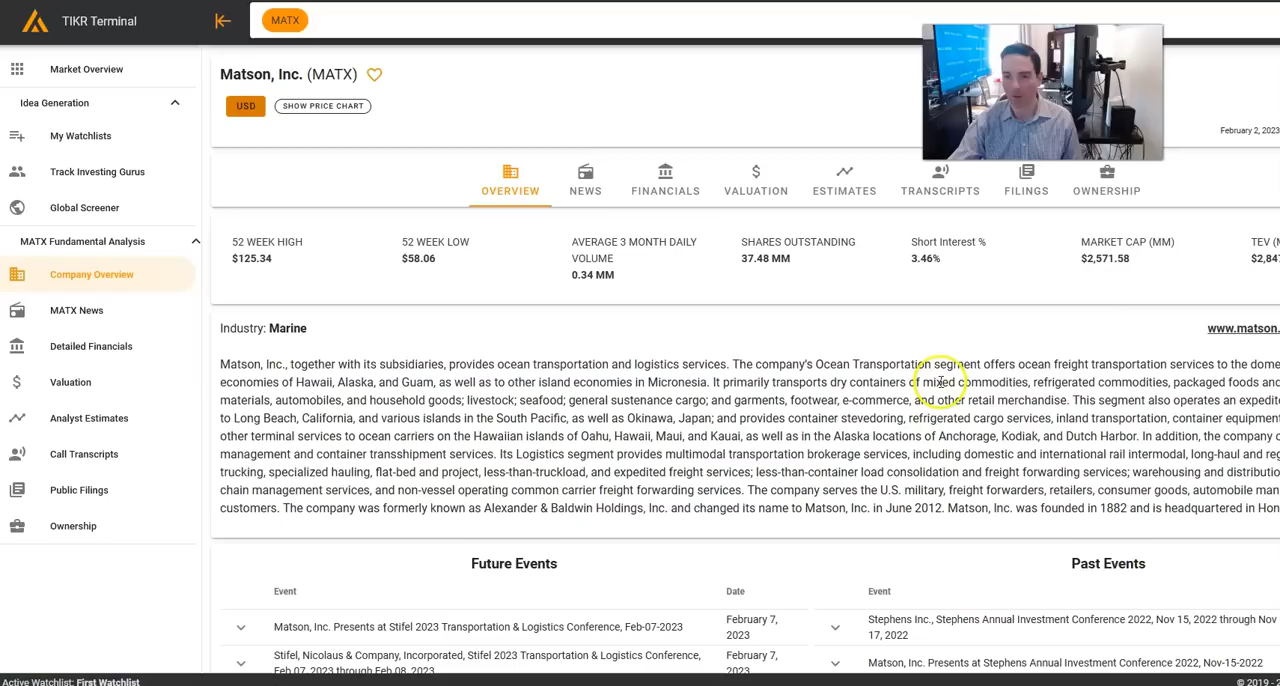 TIKR Terminal
MATX
Market Overview
Idea Generation
My Watchlists
Track Investing Gurus
Global Screener
MATX Fundamental Analysis
Company Overview
MATX News
Detailed Financials
Valuation
Analyst Estimates
Call Transcripts
Public Filings
Ownership
Matson, Inc. (MATX)
USD
SHOW PRICE CHART
February 2, 2023
OVERVIEW
NEWS
FINANCIALS
VALUATION
ESTIMATES
TRANSCRIPTS
FILINGS
OWNERSHIP
52 WEEK HIGH
$125.34
52 WEEK LOW
$58.06
AVERAGE 3 MONTH DAILY
VOLUME
0.34 MM
SHARES OUTSTANDING
37.48 MM
Short Interest %
3.46%
MARKET CAP (MM)
$2,571.58
TEV (M
$2,847
Industry: Marine
www.matson.
Matson, Inc., together with its subsidiaries, provides ocean transportation and logistics services. The company's Ocean Transportation segment offers ocean freight transportation services to the dome
economies of Hawaii, Alaska, and Guam, as well as to other island economies in Micronesia. It primarily transports dry containers of mixed commodities, refrigerated commodities, packaged foods and
materials, automobiles, and household goods; livestock; seafood; general sustenance cargo; and garments, footwear, e-commerce, and other retail merchandise. This segment also operates an expedite
to Long Beach, California, and various islands in the South Pacific, as well as Okinawa, Japan; and provides container stevedoring, refrigerated cargo services, inland transportation, container equipment
other terminal services to ocean carriers on the Hawaiian islands of Oahu, Hawaii, Maui, and Kauai, as well as in the Alaska locations of Anchorage, Kodiak, and Dutch Harbor. In addition, the company o
management and container transshipment services. Its Logistics segment provides multimodal transportation brokerage services, including domestic and international rail intermodal, long-haul and reg
trucking, specialized hauling, flat-bed and project, less-than-truckload, and expedited freight services; less-than-container load consolidation and freight forwarding services; warehousing and distributio
chain management services, and non-vessel operating common carrier freight forwarding services. The company serves the U.S. military, freight forwarders, retailers, consumer goods, automobile man
customers. The company was formerly known as Alexander & Baldwin Holdings, Inc. and changed its name to Matson, Inc. in June 2012. Matson, Inc. was founded in 1882 and is headquartered in Hon
Future Events
Event
Date
Matson, Inc. Presents at Stifel 2023 Transportation & Logistics Conference, Feb-07-2023
February 7,
2023
Stifel, Nicolaus & Company, Incorporated, Stifel 2023 Transportation & Logistics Conference,
Feb 07, 2023 through Feb 08, 2023
February 7,
2023
Past Events
Event
Stephens Inc., Stephens Annual Investment Conference 2022, Nov 15, 2022 through Nov
17, 2022
Matson, Inc. Presents at Stephens Annual Investment Conference 2022, Nov-15-2022
Active Watchlist: First Watchlist
© 2019 - 2